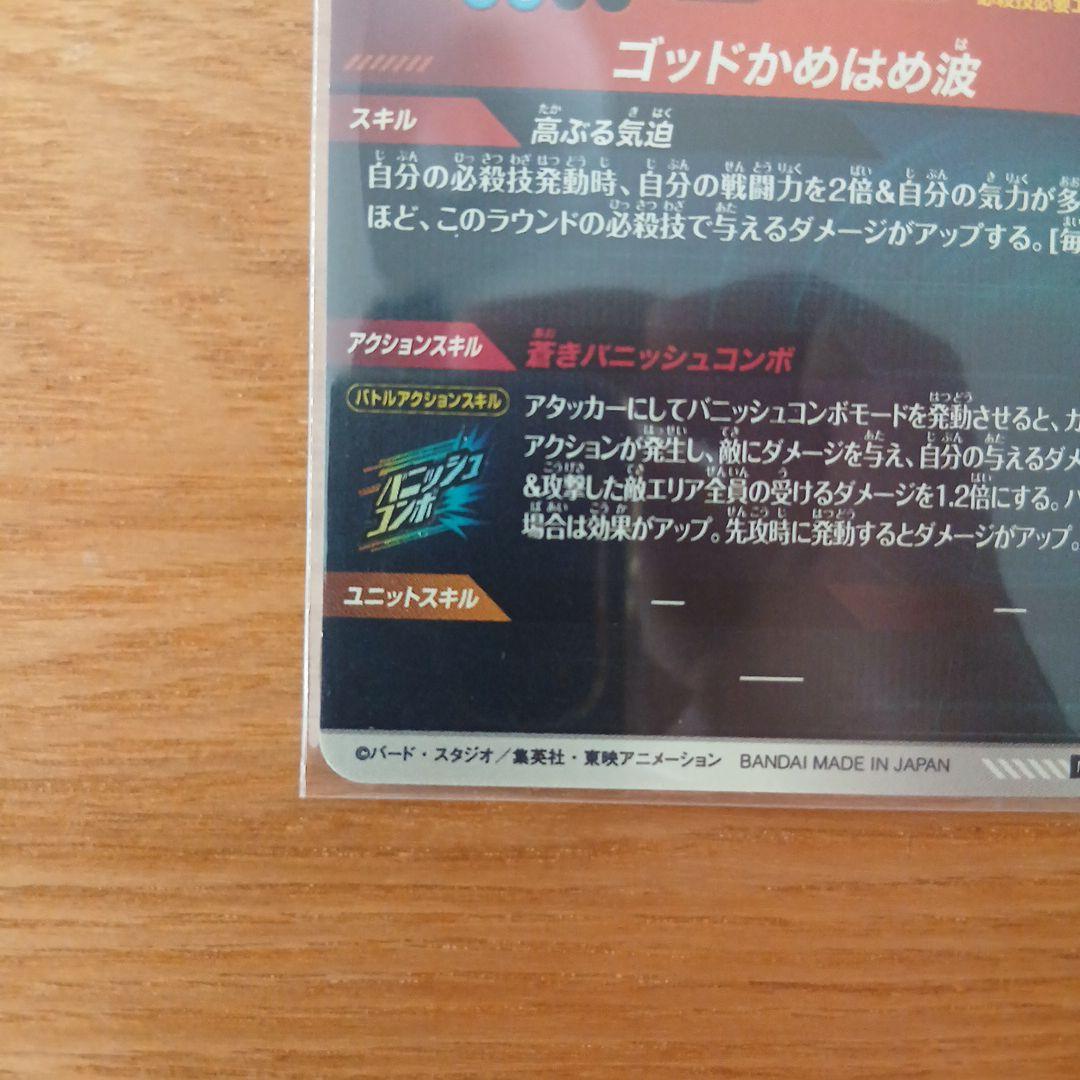 必殺技必要エ
ゴッドかめはめ波
スキル
高ぶる気迫
自分の必殺技発動時、自分の戦闘力を2倍&自分の気力が多
ほど、このラウンドの必殺技で与えるダメージがアップする。[毎
アクションスキル
蒼きバニッシュコンボ
バトルアクションスキル
アタッカーにしてバニッシュコンボモードを発動させると、カ
アクションが発生し、敵にダメージを与え、自分の与えるダメ
&攻撃した敵エリア全員の受けるダメージを1.2倍にする。バ
場合は効果がアップ。先攻時に発動するとダメージがアップ。
バニッシュ
コンボ
ユニットスキル
—
—
—
©バード・スタジオ／集英社・東映アニメーション BANDAI MADE IN JAPAN